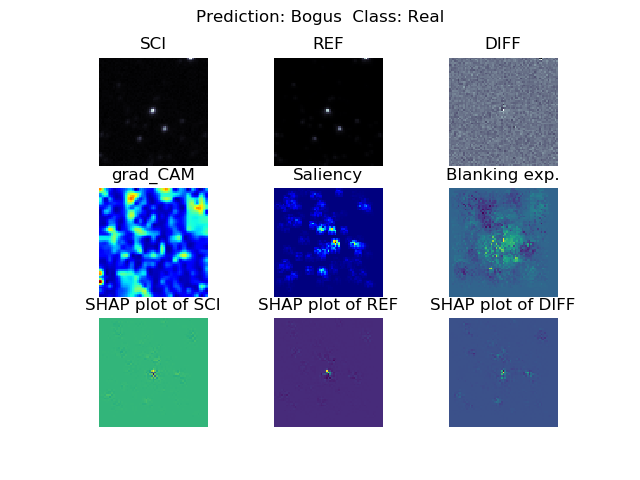 Prediction: Bogus  Class: Real
SCI REF DIFF
grad_CAM Saliency Blanking exp.
SHAP plot of SCI SHAP plot of REF SHAP plot of DIFF